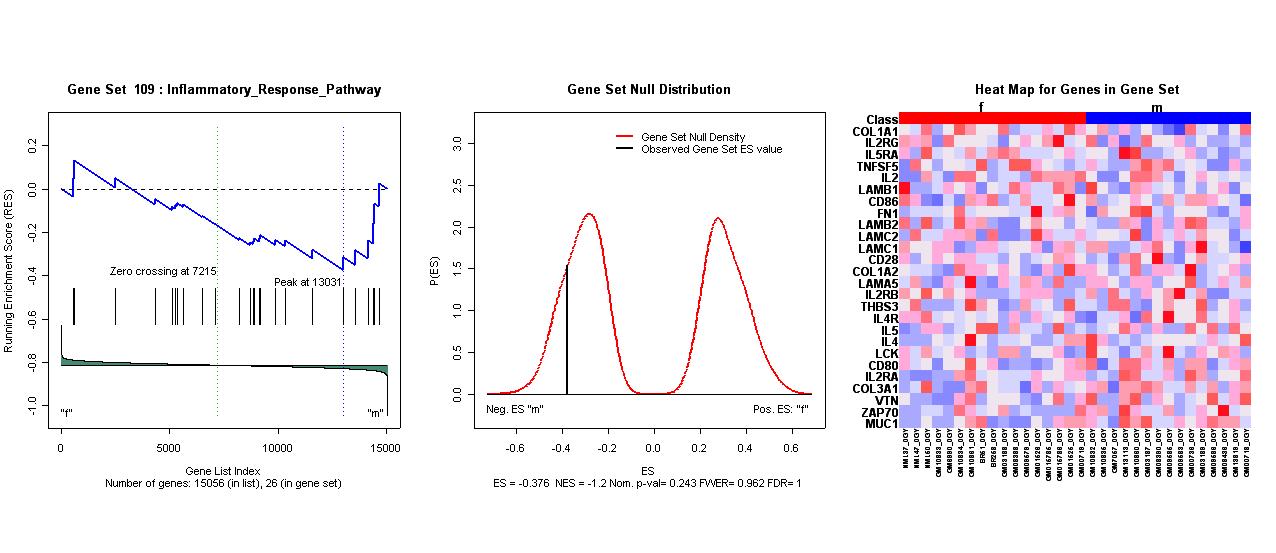 Gene Set 109 : Inflammatory_Response_Pathway
Running Enrichment Score (RES)
0.2
0.0
-0.2
-0.4
-0.6
-0.8
-1.0
Zero crossing at 7215
Peak at 13031
"f"
"m"
0
5000
10000
15000
Gene List Index
Number of genes: 15056 (in list), 26 (in gene set)
Gene Set Null Distribution
P(ES)
3.0
2.5
2.0
1.5
1.0
0.5
0.0
Gene Set Null Density
Observed Gene Set ES value
Neg. ES "m"
Pos. ES: "f"
-0.6
-0.4
-0.2
0.0
0.2
0.4
0.6
ES
ES = -0.376 NES = -1.2 Nom. p-val= 0.243 FWER= 0.962 FDR= 1
Heat Map for Genes in Gene Set
f
m
Class
COL1A1
IL2RG
IL5RA
TNFSF5
IL2
LAMB1
CD86
FN1
LAMB2
LAMC2
LAMC1
CD28
COL1A2
LAMA5
IL2RB
THBS3
IL4R
IL5
IL4
LCK
CD80
IL2RA
COL3A1
VTN
ZAP70
MUC1